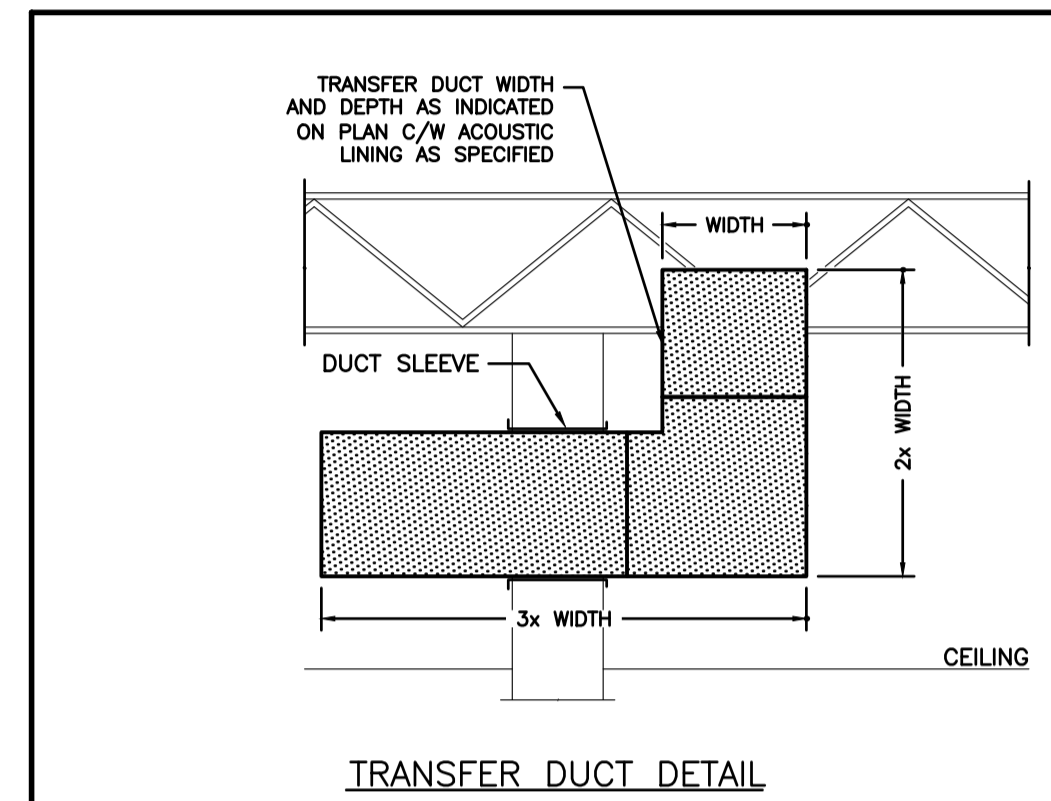 TRANSFER DUCT WIDTH
AND DEPTH AS INDICATED
ON PLAN C/W ACOUSTIC
LINING AS SPECIFIED
WIDTH
DUCT SLEEVE
2x WIDTH
3x WIDTH
CEILING
TRANSFER DUCT DETAIL